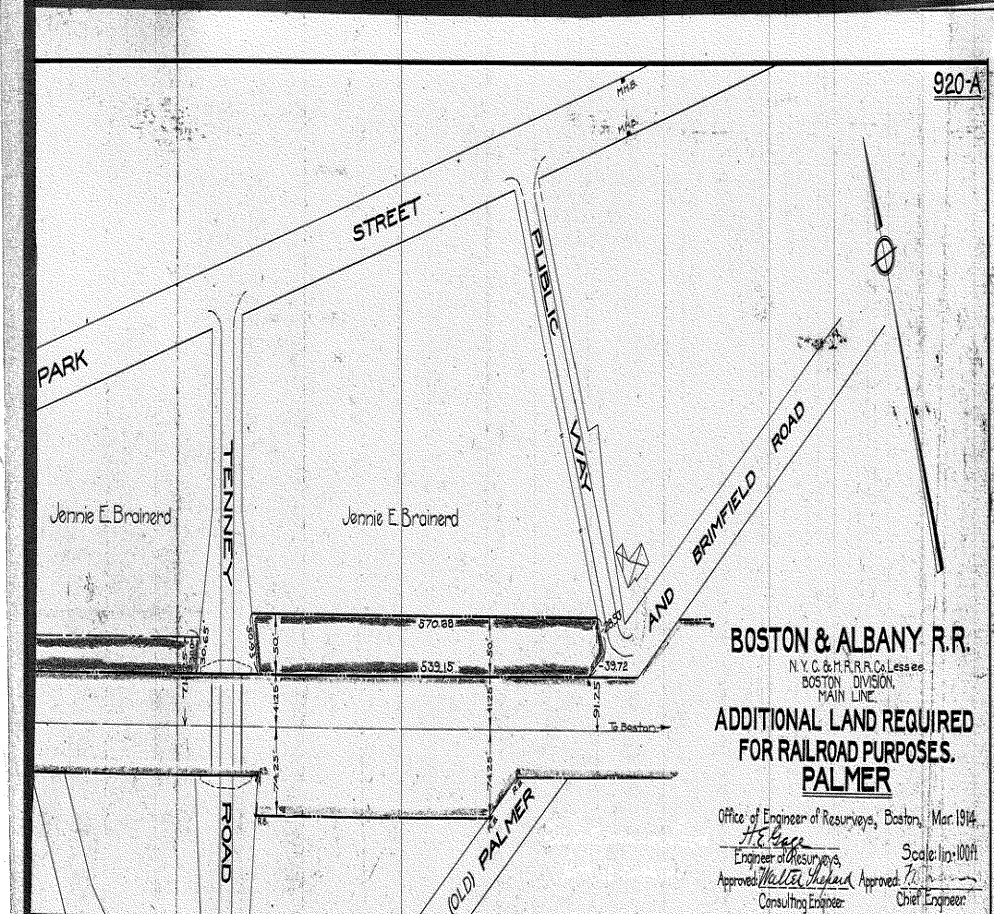 920-A
M.H.B.
M.H.B.
PARK STREET
PUBLIC WAY
TENNEY ROAD
(OLD) PALMER AND BRIMFIELD ROAD
Jennie E. Brainerd
Jennie E. Brainerd
570.88
539.15
39.72
36.65
50'
50'
41.25
41.25
91.25
74.25'
74.25'
To Boston
R.B.
R.B.
R.B.
BOSTON & ALBANY R.R.
N.Y.C. & H.R.R.R. Co. Lessee
BOSTON DIVISION,
MAIN LINE.
ADDITIONAL LAND REQUIRED
FOR RAILROAD PURPOSES.
PALMER
Office of Engineer of Resurveys, Boston, Mar. 1914.
H.E. Gage
Engineer of Resurveys, Scale: 1in.=100ft.
Approved: Walter Shepard Approved:
Consulting Engineer Chief Engineer